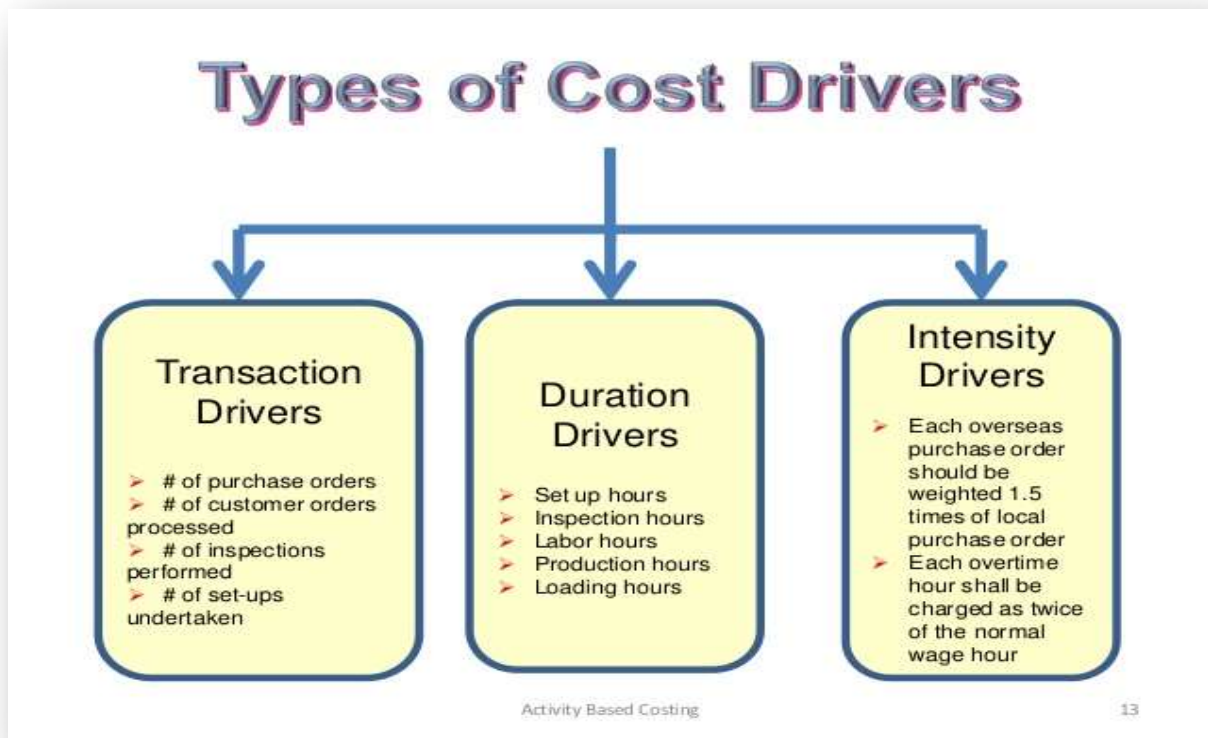 Types of Cost Drivers
Transaction
Drivers
➢ # of purchase orders
➢ # of customer orders
processed
➢ # of inspections
performed
➢ # of set-ups
undertaken
Duration
Drivers
➢ Set up hours
➢ Inspection hours
➢ Labor hours
➢ Production hours
➢ Loading hours
Intensity
Drivers
➢ Each overseas
purchase order
should be
weighted 1.5
times of local
purchase order
➢ Each overtime
hour shall be
charged as twice
of the normal
wage hour
Activity Based Costing
13